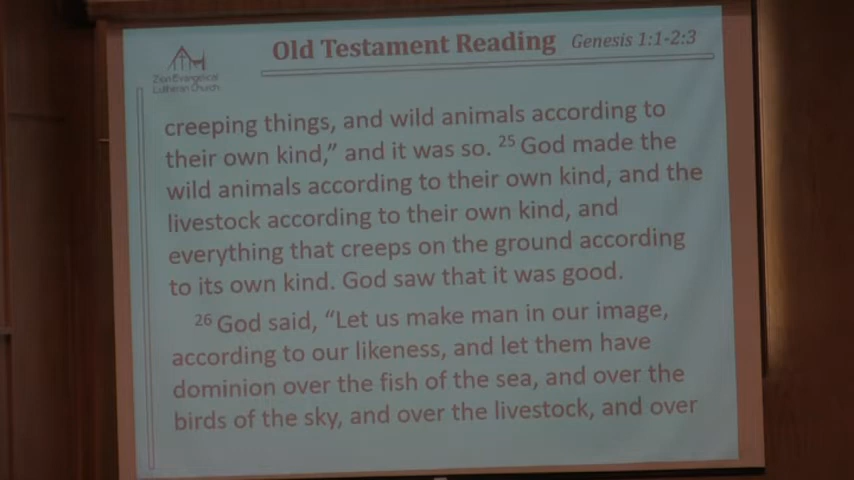 Old Testament Reading Genesis 1:1-2:3
Zion Evangelical
Lutheran Church
creeping things, and wild animals according to
their own kind,” and it was so. 25 God made the
wild animals according to their own kind, and the
livestock according to their own kind, and
everything that creeps on the ground according
to its own kind. God saw that it was good.
26 God said, “Let us make man in our image,
according to our likeness, and let them have
dominion over the fish of the sea, and over the
birds of the sky, and over the livestock, and over